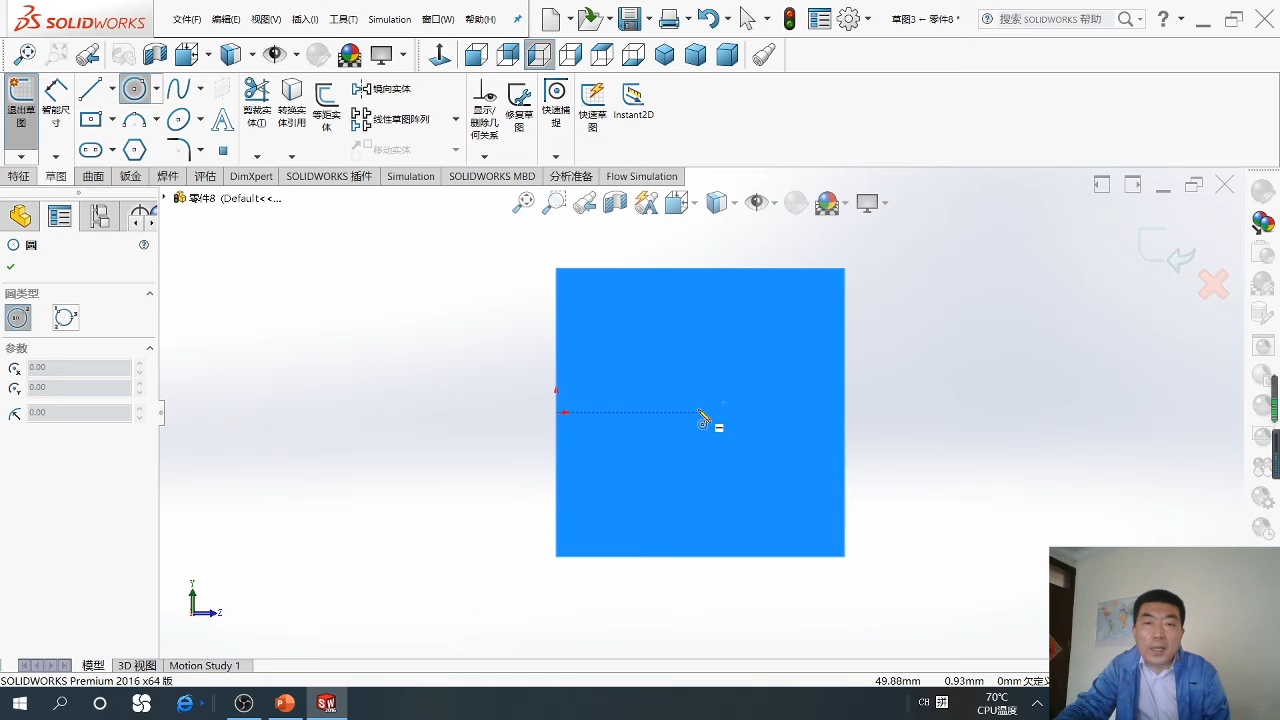 SOLIDWORKS
文件(F)
编辑(E)
视图(V)
插入(I)
工具(T)
Simulation
窗口(W)
帮助(H)
草图3 - 零件8 *
搜索 SOLIDWORKS 帮助
退出草图
智能尺寸
剪裁实体(T)
转换实体引用
等距实体
镜向实体
线性草图阵列
移动实体
显示/删除几何关系
修复草图
快速捕捉
快速草图
Instant2D
特征
草图
曲面
钣金
焊件
评估
DimXpert
SOLIDWORKS 插件
Simulation
SOLIDWORKS MBD
分析准备
Flow Simulation
零件8 (Default<<...
圆
圆类型
参数
0.00
0.00
0.00
Y
Z
模型
3D 视图
Motion Study 1
SOLIDWORKS Premium 2016 x64 版
49.88mm
0.93mm
0mm
欠定义
70℃
CPU温度